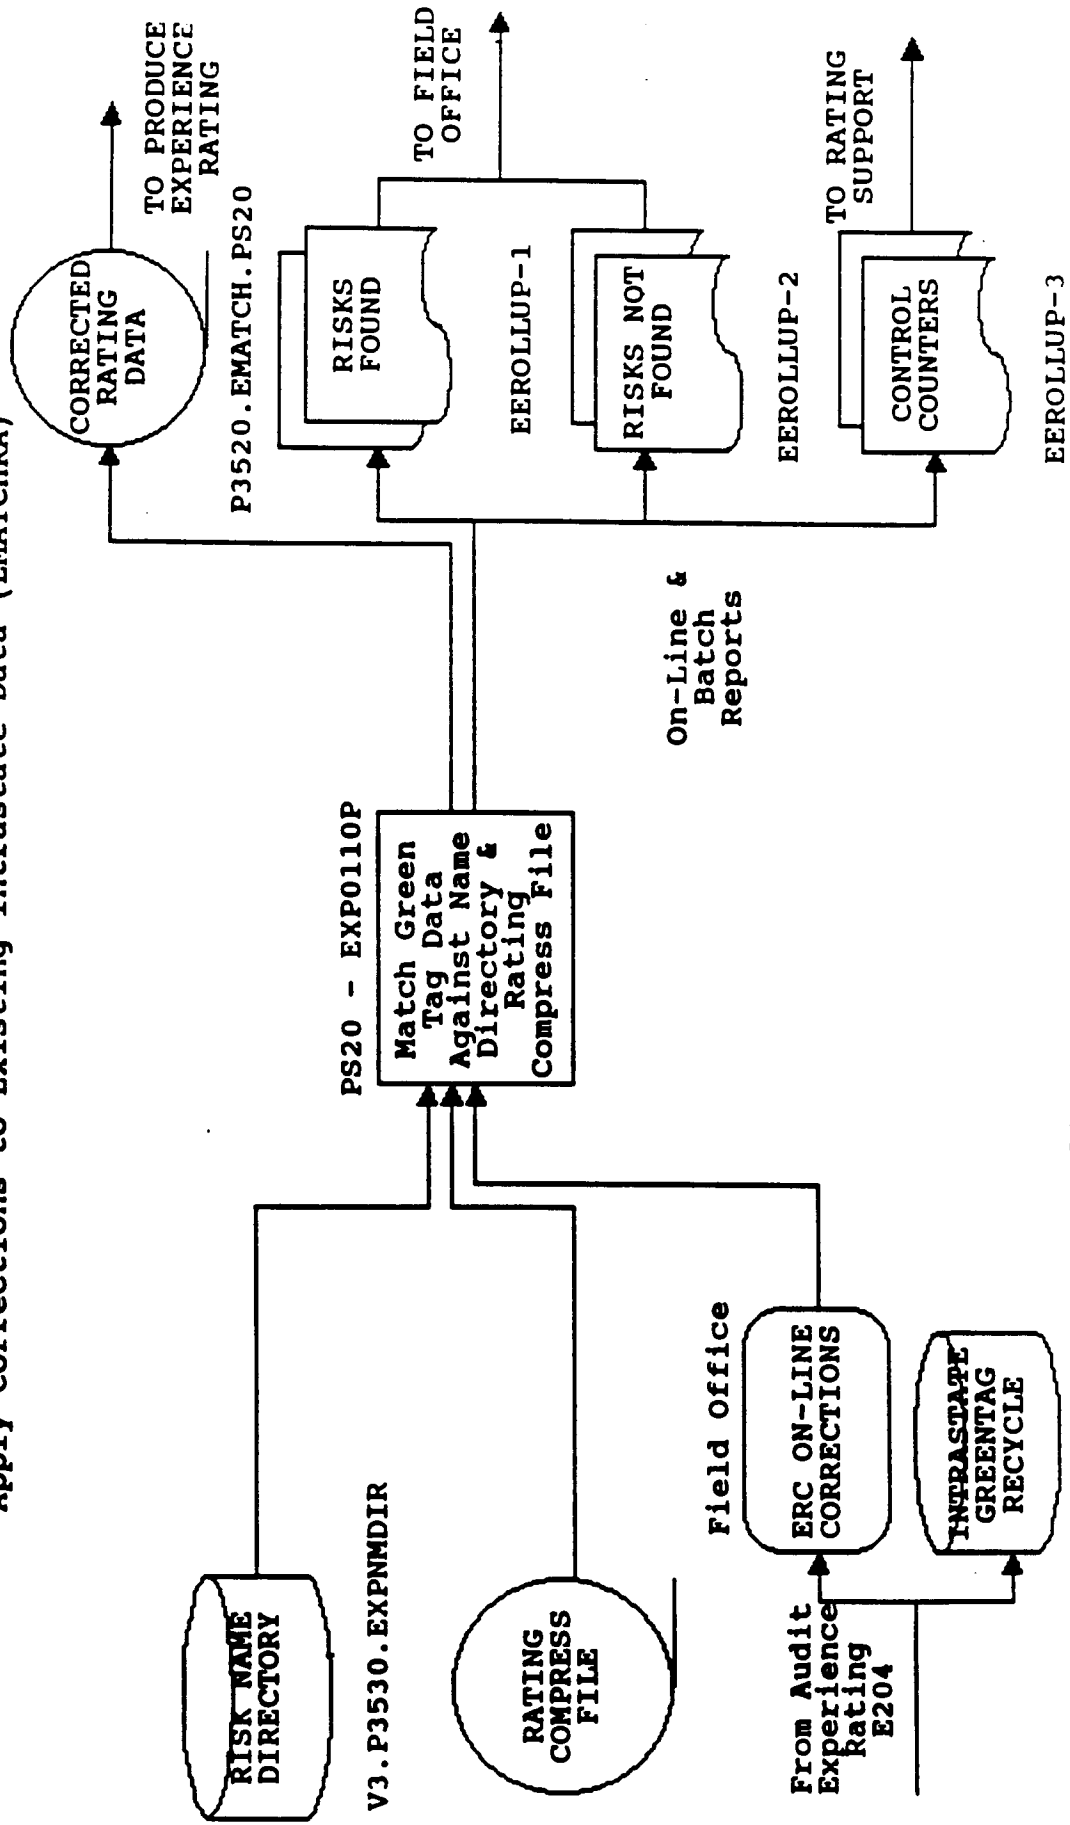 Apply Corrections to Existing Intrastate Data (EMATCHRA)
RISK NAME
DIRECTORY
V3.P3530.EXPNMDIR
RATING
COMPRESS
FILE
From Audit
Experience
Rating
E204
Field Office
ERC ON-LINE
CORRECTIONS
INTRASTATE
GREENTAG
RECYCLE
PS20 - EXP0110P
Match Green
Tag Data
Against Name
Directory &
Rating
Compress File
On-Line &
Batch
Reports
CORRECTED
RATING
DATA
P3520.EMATCH.PS20
TO PRODUCE
EXPERIENCE
RATING
RISKS
FOUND
EEROLLUP-1
TO FIELD
OFFICE
RISKS NOT
FOUND
EEROLLUP-2
CONTROL
COUNTERS
EEROLLUP-3
TO RATING
SUPPORT